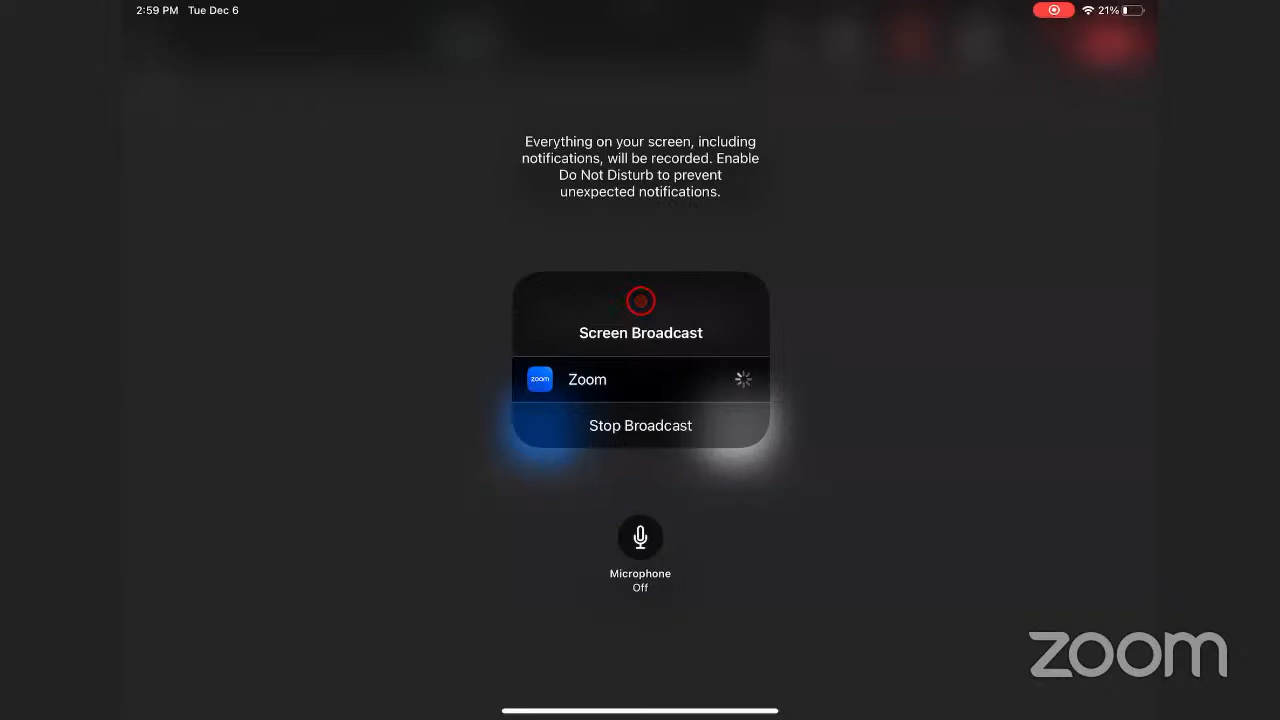 2:59 PM Tue Dec 6
21%
Everything on your screen, including
notifications, will be recorded. Enable
Do Not Disturb to prevent
unexpected notifications.
Screen Broadcast
zoom Zoom
Stop Broadcast
Microphone
Off
zoom